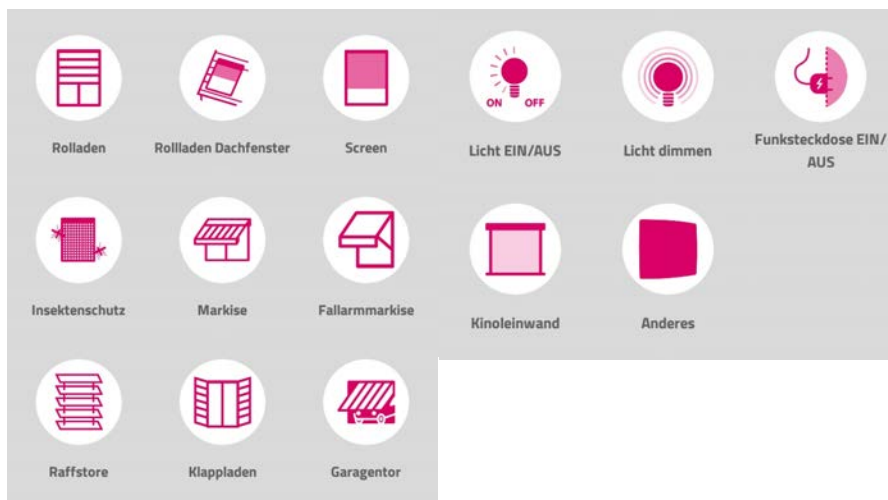 Rolladen
Rollladen Dachfenster
Screen
Insektenschutz
Markise
Fallarmmarkise
Raffstore
Klappladen
Garagentor
ON OFF
Licht EIN/AUS
Licht dimmen
Funksteckdose EIN/
AUS
Kinoleinwand
Anderes